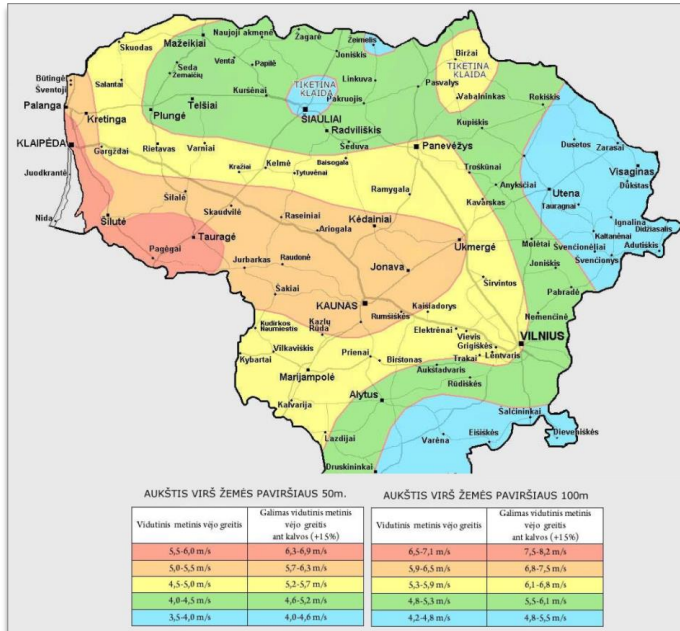 Skuodas
Mažeikiai
Naujoji akmenė
Žagarė
Žeimelis
Joniškis
Biržai
TIKĖTINA
KLAIDA
Seda
Žemaičių
Venta
Papilė
Būtingė
Šventoji
Salantai
Linkuva
Pasvalys
Telšiai
Kuršėnai
TIKĖTINA
KLAIDA
Pakruojis
Vabalninkas
Rokiškis
Palanga
Kretinga
Plungė
ŠIAULIAI
Radviliškis
Kupiškis
KLAIPĖDA
Gargždai
Rietavas
Varniai
Šeduva
Panevėžys
Dusetos
Zarasai
Juodkrantė
Kražiai
Kelmė
Baisogala
Tytuvėnai
Troškūnai
Visaginas
Dūkštas
Šilalė
Skaudvilė
Ramygala
Anykščiai
Utena
Kavarskas
Tauragnai
Nida
Šilutė
Raseiniai
Ariogala
Kėdainiai
Ignalina
Didžiasalis
Kaltanėnai
Pagėgai
Tauragė
Ukmergė
Molėtai
Švenčionėliai
Adutiškis
Jurbarkas
Raudonė
Jonava
Joniškis
Švenčionys
Šakiai
KAUNAS
Širvintos
Pabradė
Kudirkos
Naumiestis
Kazlų
Rūda
Rumšiškės
Kaišiadorys
Nemenčinė
Vilkaviškis
Elektrėnai
Vievis
VILNIUS
Kybartai
Prienai
Birštonas
Grigiškės
Trakai
Lentvaris
Marijampolė
Aukštadvaris
Rūdiškės
Kalvarija
Alytus
Šalčininkai
Lazdijai
Varėna
Eišiškės
Dieveniškės
Druskininkai
AUKŠTIS VIRŠ ŽEMĖS PAVIRŠIAUS 50m.
Vidutinis metinis vėjo greitis
Galimas vidutinis metinis
vėjo greitis
ant kalvos (+15%)
5,5-6,0 m/s 6,3-6,9 m/s
5,0-5,5 m/s 5,7-6,3 m/s
4,5-5,0 m/s 5,2-5,7 m/s
4,0-4,5 m/s 4,6-5,2 m/s
3,5-4,0 m/s 4,0-4,6 m/s
AUKŠTIS VIRŠ ŽEMĖS PAVIRŠIAUS 100m
Vidutinis metinis vėjo greitis
Galimas vidutinis metinis
vėjo greitis
ant kalvos (+15%)
6,5-7,1 m/s 7,5-8,2 m/s
5,9-6,5 m/s 6,8-7,5 m/s
5,3-5,9 m/s 6,1-6,8 m/s
4,8-5,3 m/s 5,5-6,1 m/s
4,2-4,8 m/s 4,8-5,5 m/s